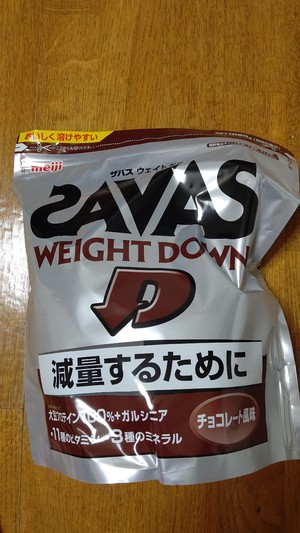 おいしく溶けやすい
meiji
ザバス ウェイト
SAVAS
WEIGHT DOWN
減量するために
大豆プロテイン100%+ガルシニア
・11種のビタミン・3種のミネラル
チョコレート風味